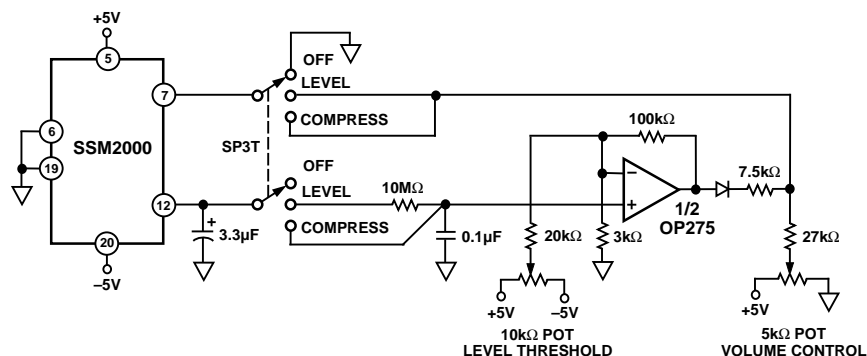 +5V
5
OFF
LEVEL
7
6
SSM2000
COMPRESS
100kΩ
19
SP3T
OFF
7.5kΩ
LEVEL
10MΩ
12
–
+
1/2
OP275
COMPRESS
+
3.3µF
0.1µF
20kΩ
3kΩ
27kΩ
20
–5V
+5V
–5V
+5V
10kΩ POT
LEVEL THRESHOLD
5kΩ POT
VOLUME CONTROL